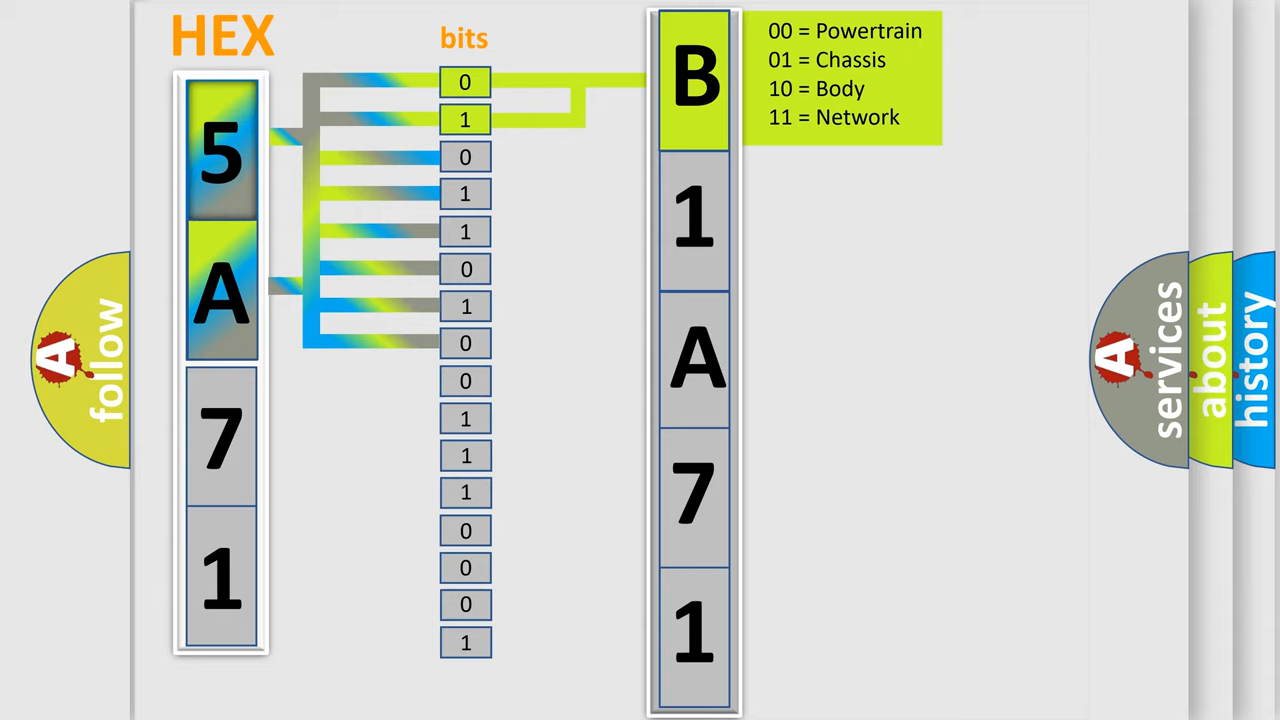 HEX
bits
5
A
7
1
0
1
0
1
1
0
1
0
0
1
1
1
0
0
0
1
B
1
A
7
1
00 = Powertrain
01 = Chassis
10 = Body
11 = Network
A follow
A services
about
history